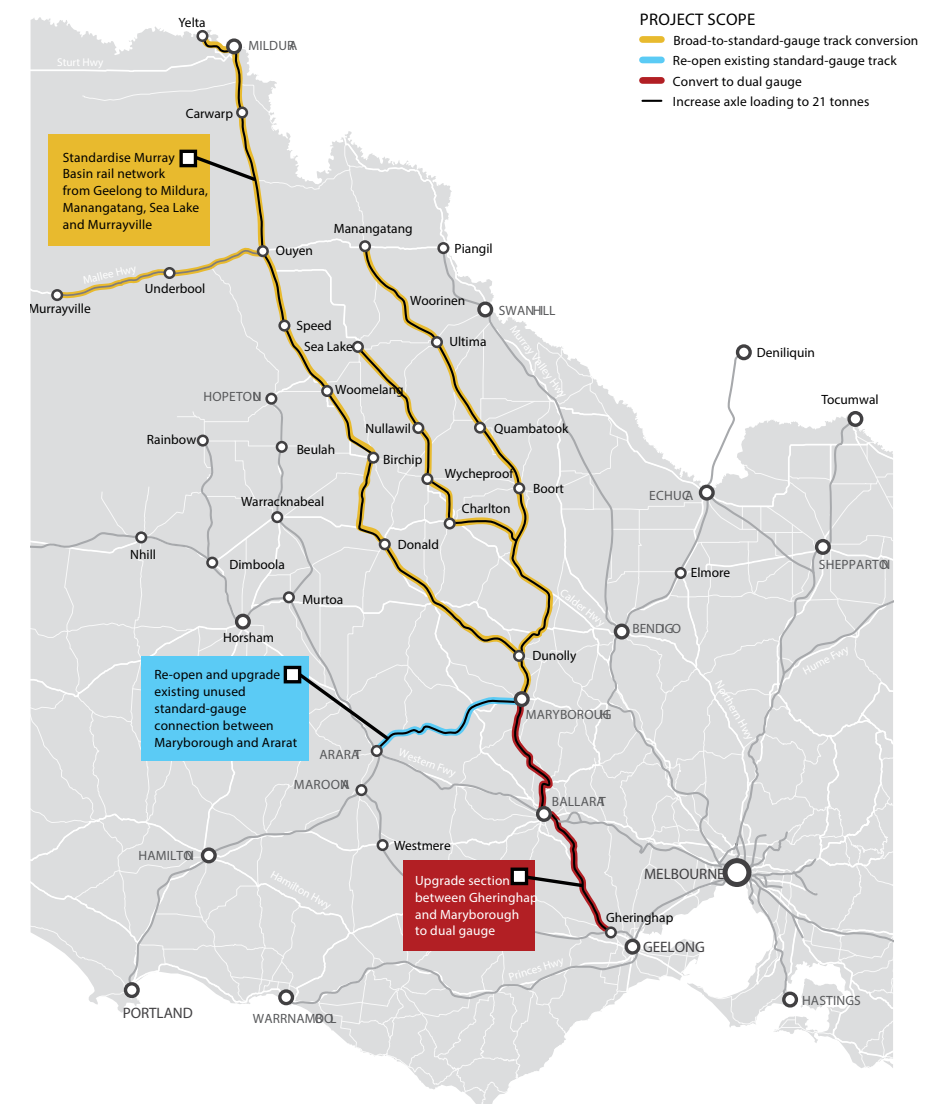 PROJECT SCOPE
Broad-to-standard-gauge track conversion
Re-open existing standard-gauge track
Convert to dual gauge
Increase axle loading to 21 tonnes
Yelta
MILDURA
Sturt Hwy
Carwarp
Standardise Murray
Basin rail network
from Geelong to Mildura,
Manangatang, Sea Lake
and Murrayville
Manangatang
Piangil
Ouyen
Mallee Hwy
Underbool
Murrayville
Woorinen
SWANHILL
Speed
Murray Valley Hwy
Sea Lake
Ultima
Deniliquin
Woomelang
HOPETOUN
Tocumwal
Nullawil
Quambatook
Rainbow
Beulah
Birchip
Wycheproof
Boort
ECHUCA
Warracknabeal
Charlton
Nhill
Donald
Dimboola
Elmore
SHEPPARTON
Murtoa
Calder Hwy
Horsham
BENDIGO
Dunolly
Hume Fwy
Re-open and upgrade
existing unused
standard-gauge
connection between
Maryborough and Ararat
Northern Hwy
MARYBOROUGH
ARARAT
Western Fwy
MAROONA
BALLARAT
Westmere
HAMILTON
MELBOURNE
Hamilton Hwy
Upgrade section
between Gheringhap
and Maryborough
to dual gauge
Gheringhap
GEELONG
Princes Hwy
HASTINGS
PORTLAND
WARRNAMBOOL